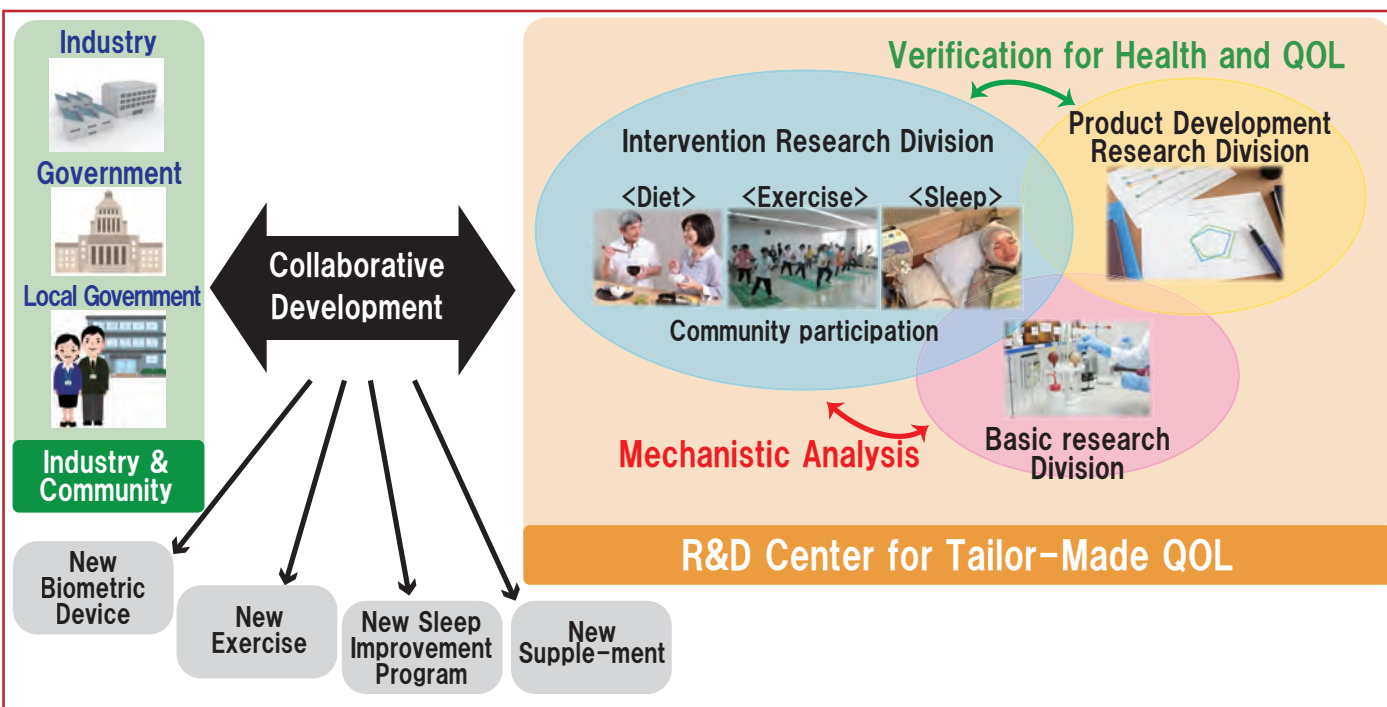 Industry
Government
Local Government
Industry &
Community
Collaborative
Development
New
Biometric
Device
New
Exercise
New Sleep
Improvement
Program
New
Supple-ment
Verification for Health and QOL
Intervention Research Division
<Diet>
<Exercise>
<Sleep>
Community participation
Product Development
Research Division
Mechanistic Analysis
Basic research
Division
R&D Center for Tailor-Made QOL